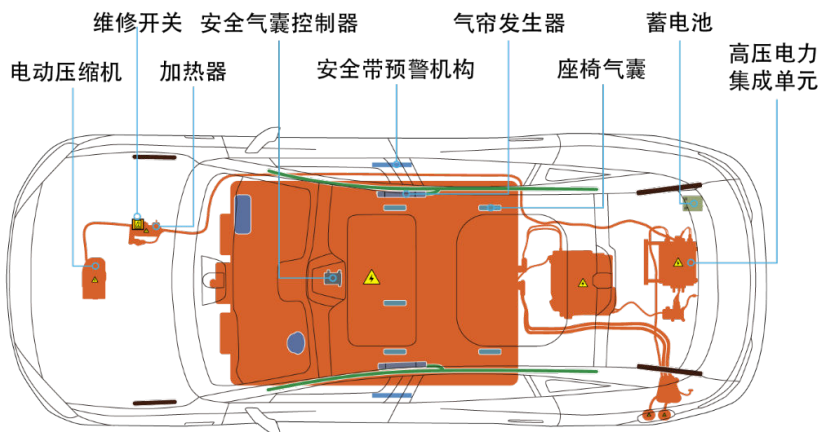 维修开关
安全气囊控制器
气帘发生器
蓄电池
高压电力
集成单元
电动压缩机
加热器
安全带预警机构
座椅气囊